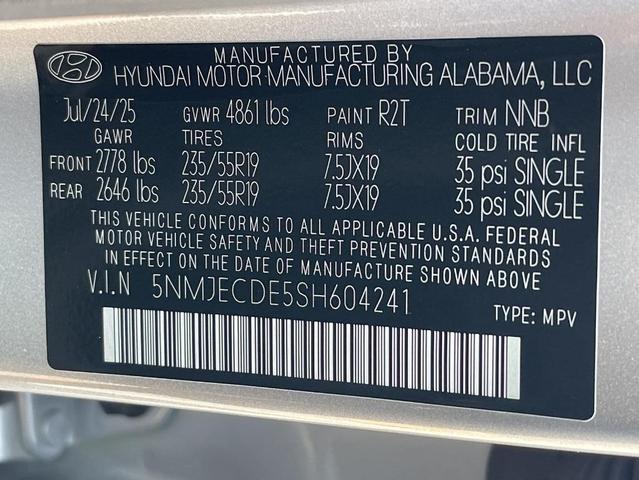 MANUFACTURED BY
HYUNDAI MOTOR MANUFACTURING ALABAMA, LLC
Jul/24/25 GVWR 4861 lbs PAINT R2T TRIM NNB
GAWR TIRES RIMS COLD TIRE INFL
FRONT 2778 lbs 235/55R19 7.5JX19 35 psi SINGLE
REAR 2646 lbs 235/55R19 7.5JX19 35 psi SINGLE
THIS VEHICLE CONFORMS TO ALL APPLICABLE U.S.A. FEDERAL
MOTOR VEHICLE SAFETY AND THEFT PREVENTION STANDARDS
IN EFFECT ON THE DATE OF MANUFACTURE SHOWN ABOVE
V.I.N 5NMJECDE5SH604241
TYPE: MPV